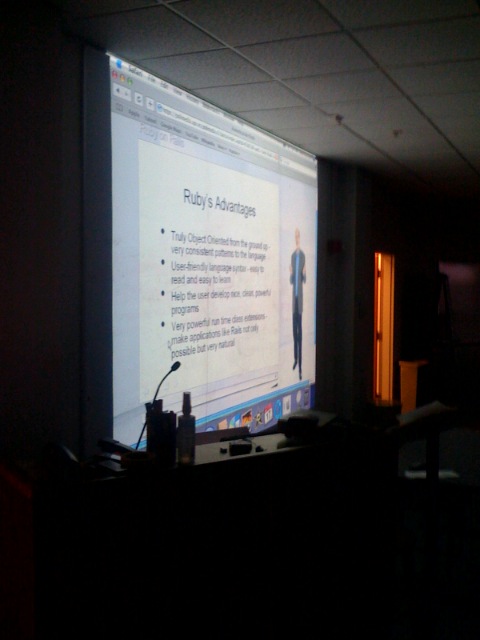 Ruby's Advantages
Truly Object Oriented from the ground up -
very consistent patterns to the language
User-friendly language syntax - easy to
read and easy to learn
Help the user develop nice, clean, powerful
programs
Very powerful run time class extensions-
make applications like Rails not only
possible but very natural